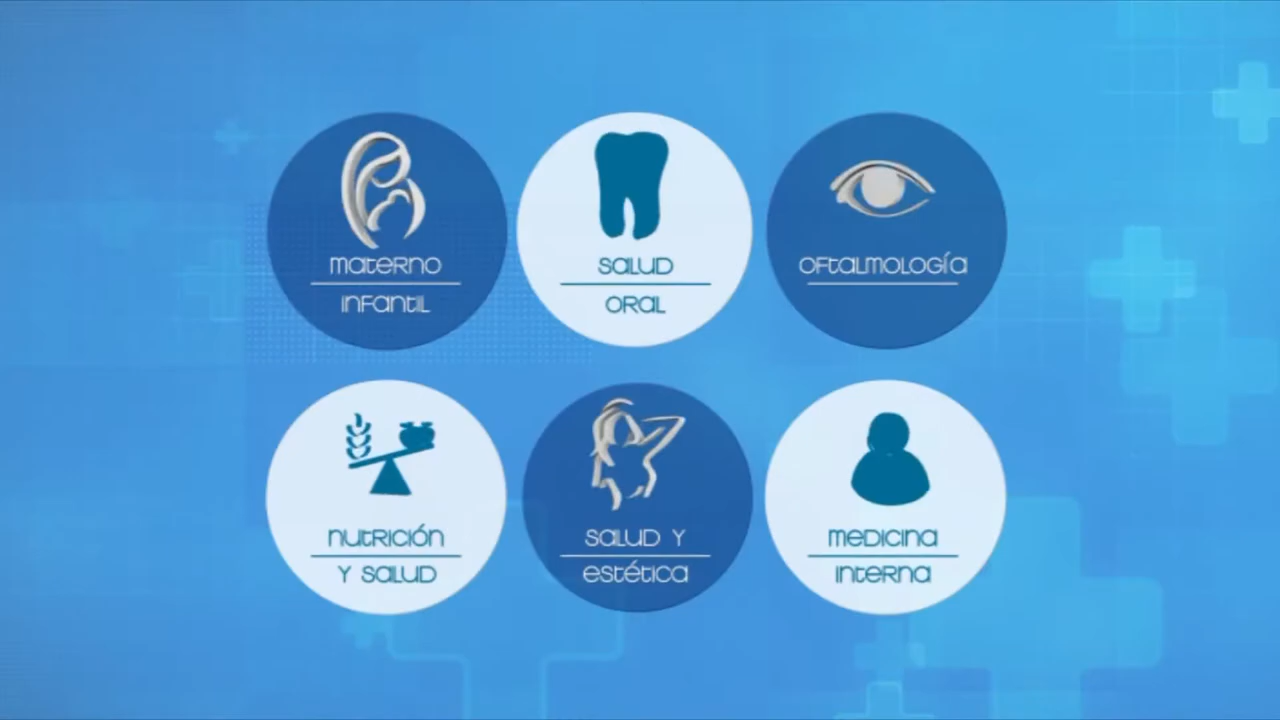 materno
infantil
salud
oral
oftalmología
nutrición
y salud
salud y
estética
medicina
interna